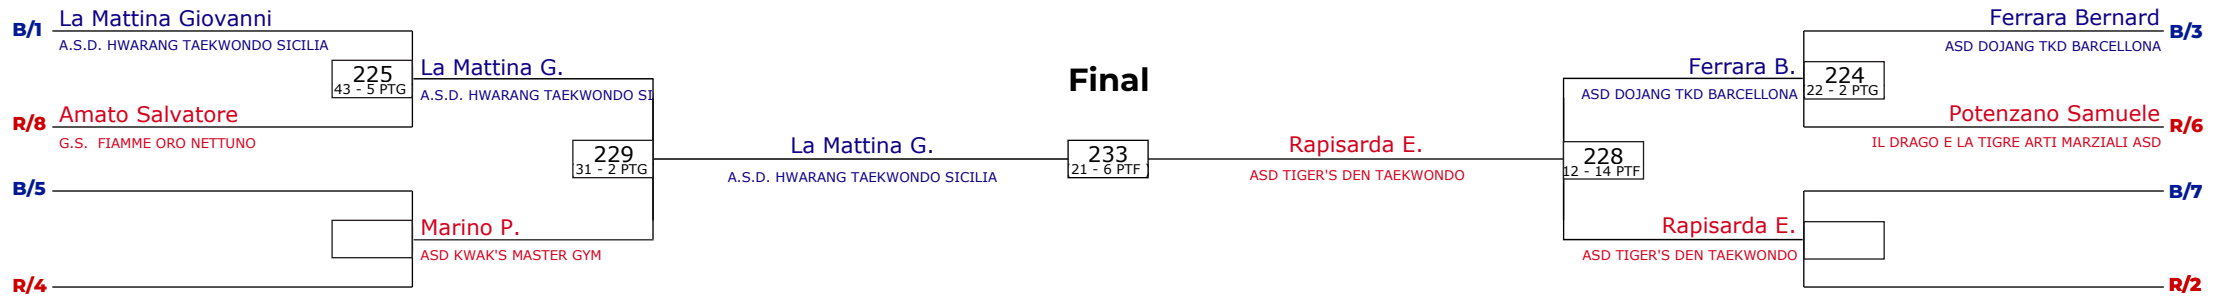 B/1
La Mattina Giovanni
A.S.D. HWARANG TAEKWONDO SICILIA
225
43 - 5 PTG
La Mattina G.
A.S.D. HWARANG TAEKWONDO SI
R/8
Amato Salvatore
G.S. FIAMME ORO NETTUNO
229
31 - 2 PTG
B/5
Marino P.
ASD KWAK'S MASTER GYM
R/4
Final
La Mattina G.
A.S.D. HWARANG TAEKWONDO SICILIA
233
21 - 6 PTF
Rapisarda E.
ASD TIGER'S DEN TAEKWONDO
Ferrara Bernard
B/3
ASD DOJANG TKD BARCELLONA
Ferrara B.
ASD DOJANG TKD BARCELLONA
224
22 - 2 PTG
Potenzano Samuele
R/6
IL DRAGO E LA TIGRE ARTI MARZIALI ASD
228
12 - 14 PTF
B/7
Rapisarda E.
ASD TIGER'S DEN TAEKWONDO
R/2